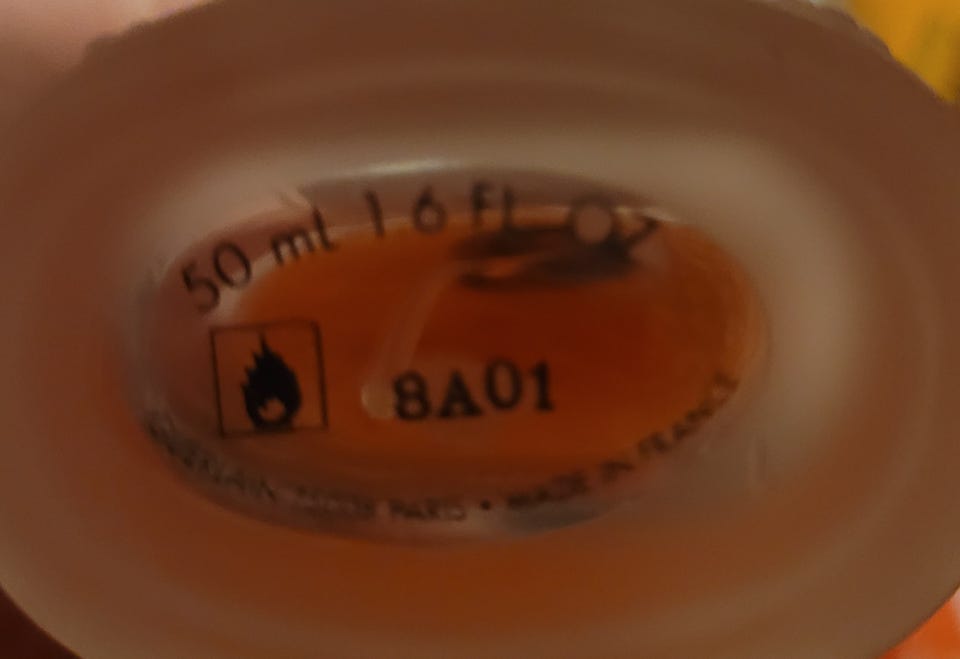 50 ml 1 6 FL OZ
8A01
PARIS • MADE IN FRANCE